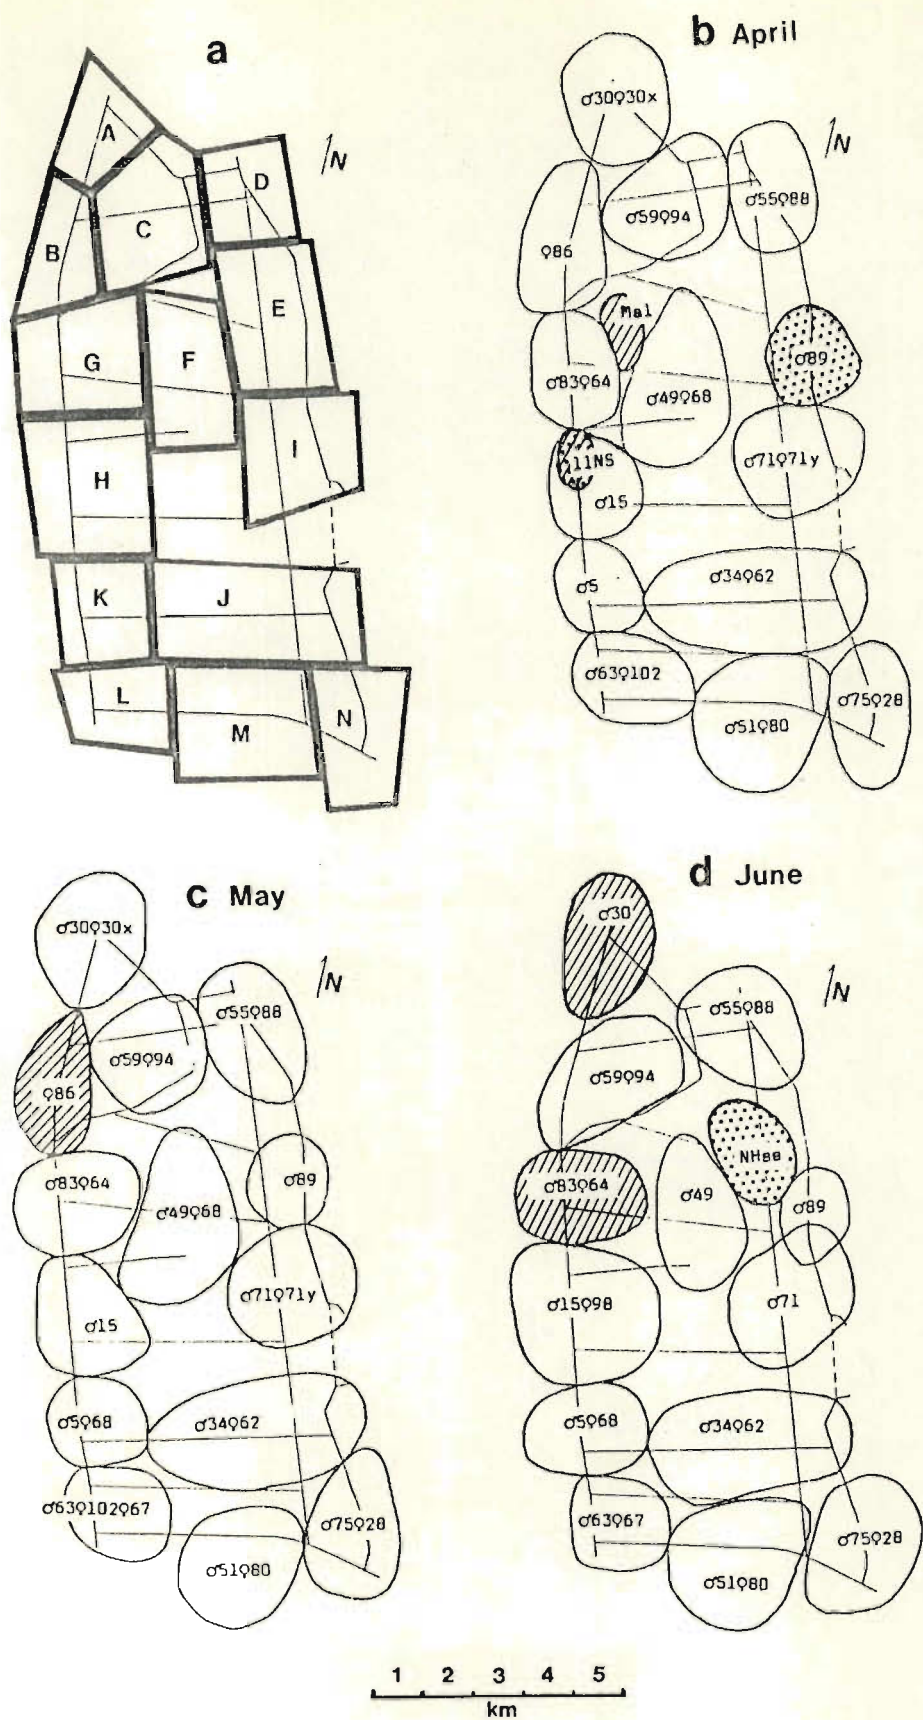 a
A
D
C
B
E
G
F
I
H
K
J
L
M
N
N
b April
♂30♀30x
N
♂59♀94
♂55♀88
♀86
Mal
♂89
♂83♀64
♂49♀68
11NS
♂71♀71y
♂15
♂5
♂34♀62
♂63♀102
♂51♀80
♂75♀28
c May
♂30♀30x
N
♂55♀88
♂59♀94
♀86
♂83♀64
♂89
♂49♀68
♂71♀71y
♂15
♂5♀68
♂34♀62
♂63♀102♀67
♂75♀28
♂51♀80
d June
♂30
N
♂55♀88
♂59♀94
NHee
♂83♀64
♂49
♂89
♂15♀98
♂71
♂5♀68
♂34♀62
♂63♀67
♂75♀28
♂51♀80
1 2 3 4 5
km